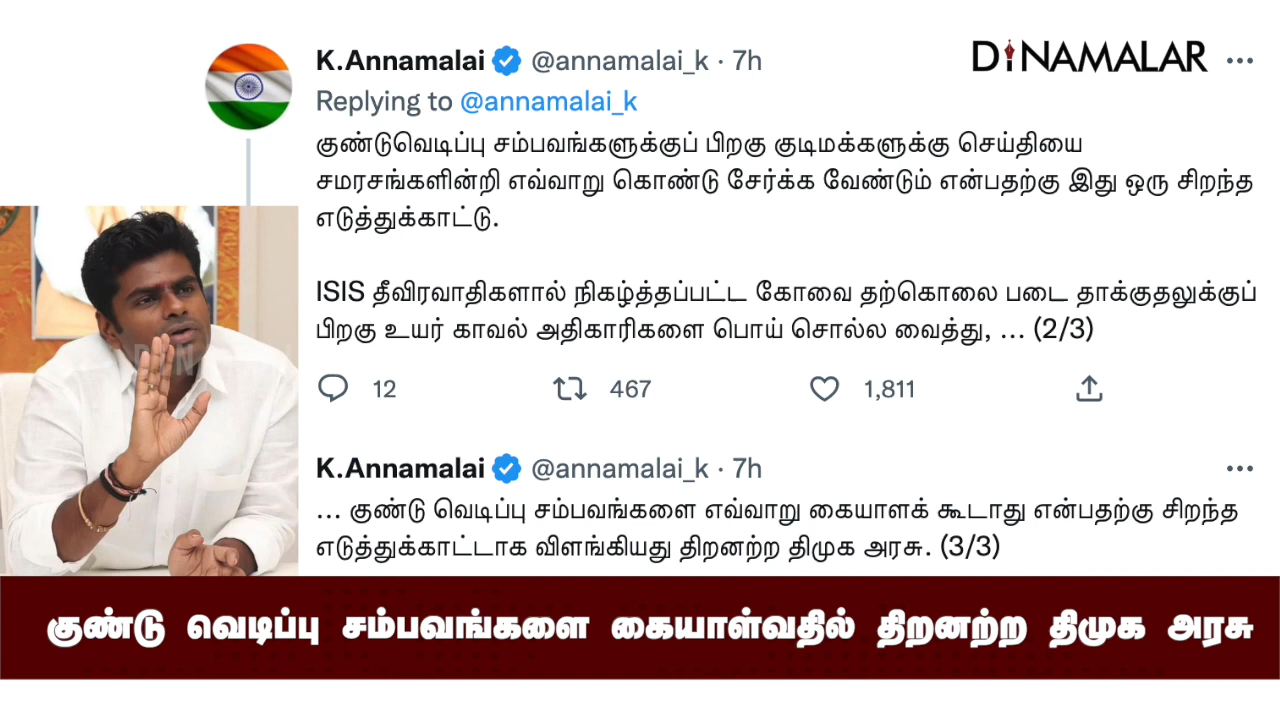 K.Annamalai @annamalai_k · 7h
DINAMALAR
Replying to @annamalai_k
குண்டுவெடிப்பு சம்பவங்களுக்குப் பிறகு குடிமக்களுக்கு செய்தியை
சமரசங்களின்றி எவ்வாறு கொண்டு சேர்க்க வேண்டும் என்பதற்கு இது ஒரு சிறந்த
எடுத்துக்காட்டு.
ISIS தீவிரவாதிகளால் நிகழ்த்தப்பட்ட கோவை தற்கொலை படை தாக்குதலுக்குப்
பிறகு உயர் காவல் அதிகாரிகளை பொய் சொல்ல வைத்து, ... (2/3)
12 467 1,811
K.Annamalai @annamalai_k · 7h
... குண்டு வெடிப்பு சம்பவங்களை எவ்வாறு கையாளக் கூடாது என்பதற்கு சிறந்த
எடுத்துக்காட்டாக விளங்கியது திறனற்ற திமுக அரசு. (3/3)
குண்டு வெடிப்பு சம்பவங்களை கையாள்வதில் திறனற்ற திமுக அரசு